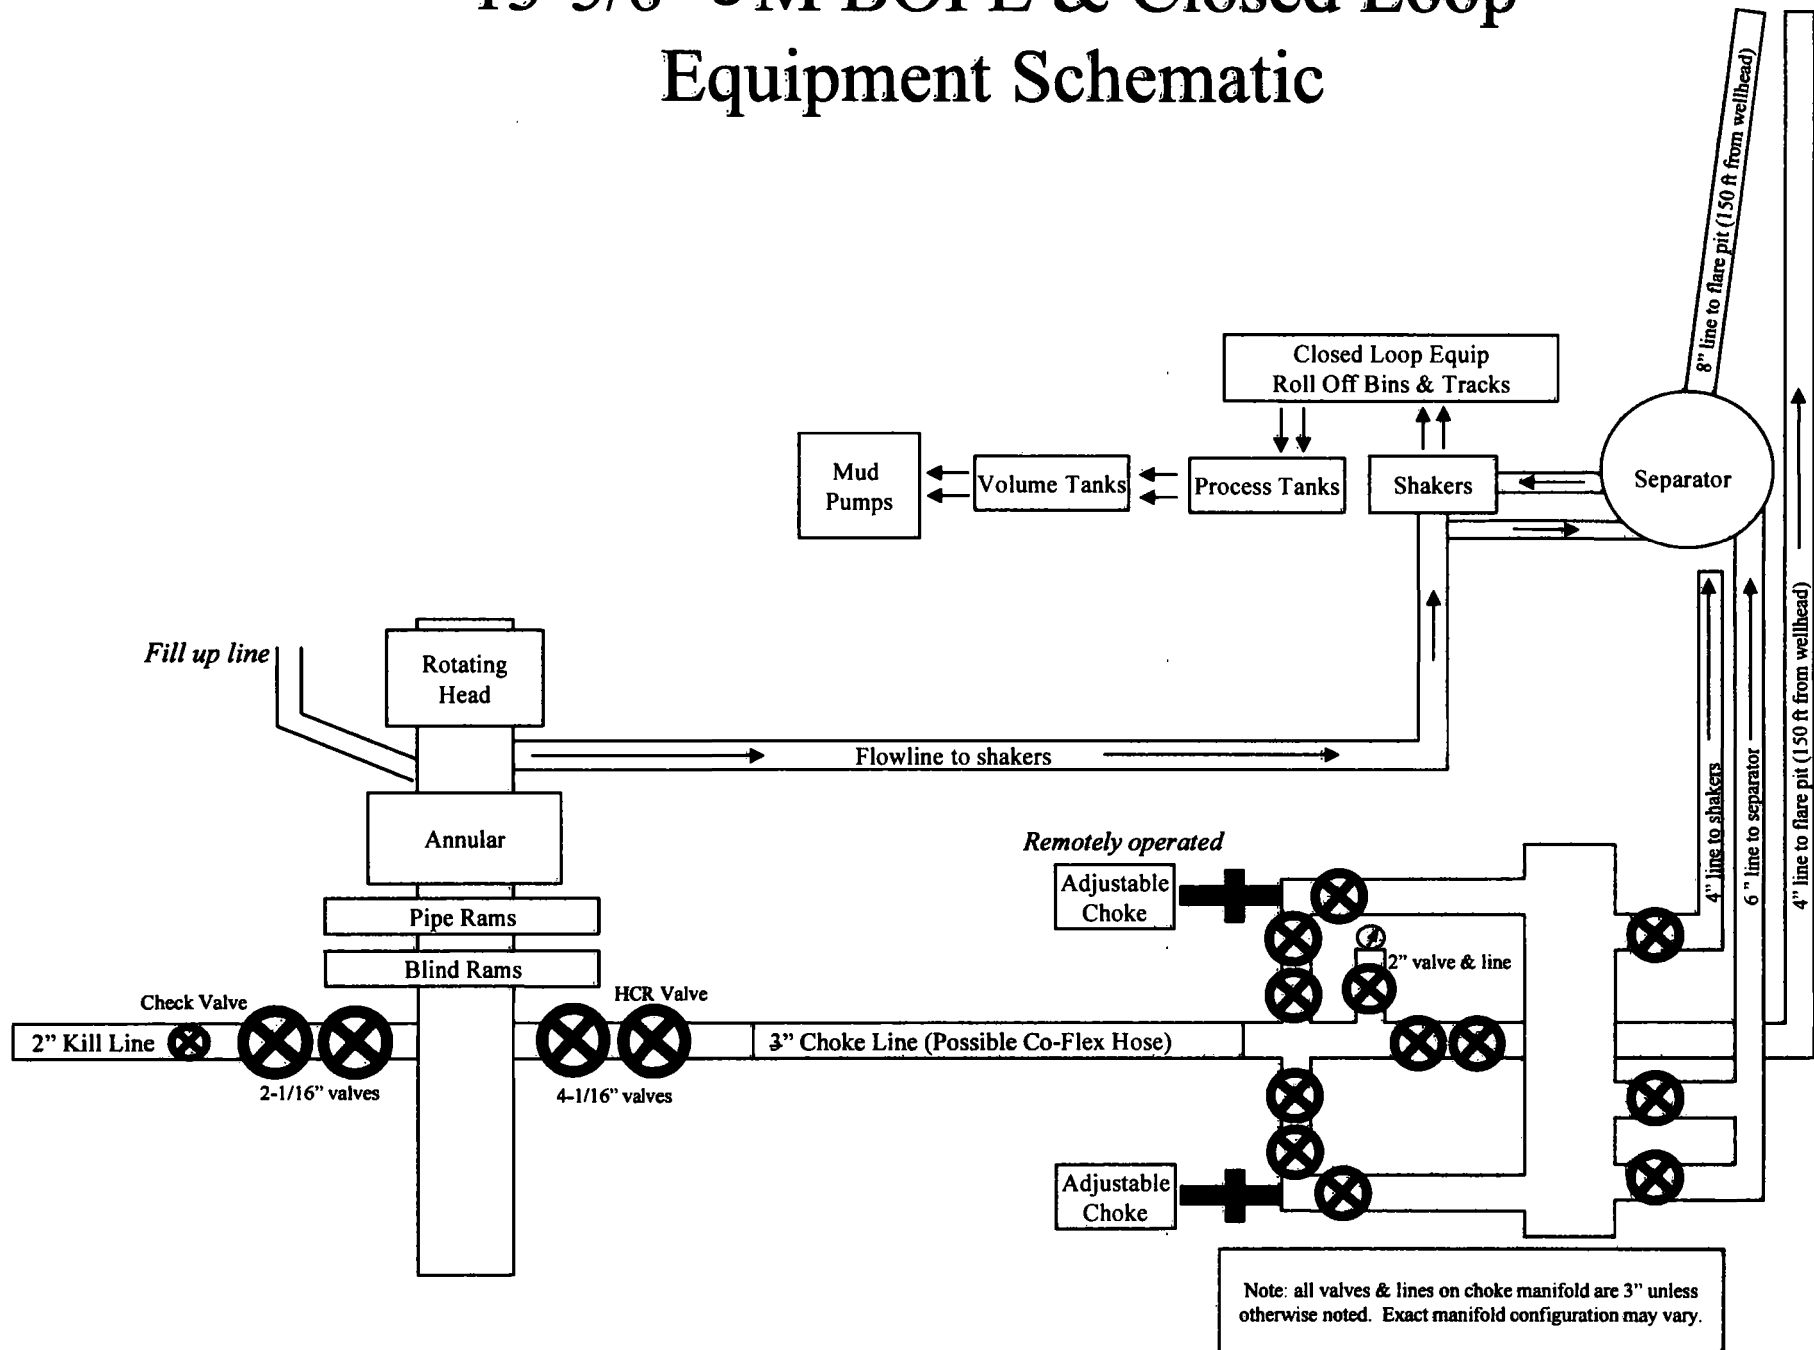 M BOPE & Closed Loop
Equipment Schematic
8” line to flare pit (150 ft from wellhead)
Closed Loop Equip
Roll Off Bins & Tracks
Mud
Pumps
Volume Tanks
Process Tanks
Shakers
Separator
Fill up line
Rotating
Head
Flowline to shakers
Annular
Pipe Rams
Blind Rams
Remotely operated
Adjustable
Choke
2” valve & line
4” line to shakers
6” line to separator
4” line to flare pit (150 ft from wellhead)
Check Valve
HCR Valve
2” Kill Line
3” Choke Line (Possible Co-Flex Hose)
2-1/16” valves
4-1/16” valves
Adjustable
Choke
Note: all valves & lines on choke manifold are 3” unless
otherwise noted. Exact manifold configuration may vary.